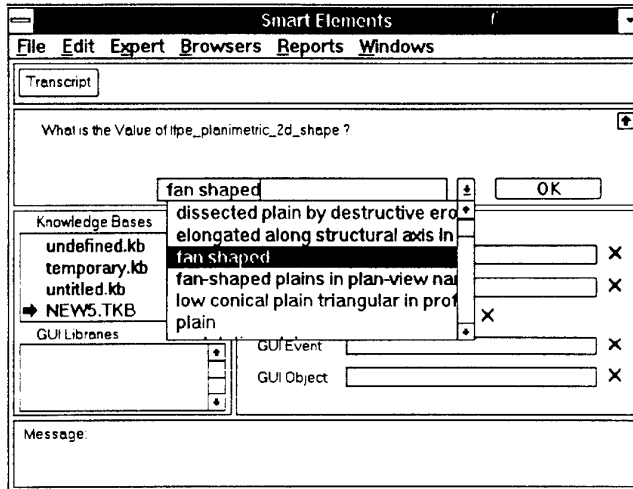 Smart Elements
File Edit Expert Browsers Reports Windows
Transcript
What is the Value of lfpe_planimetric_2d_shape ?
fan shaped
OK
dissected plain by destructive ero
elongated along structural axis in
fan shaped
fan-shaped plains in plan-view nar
low conical plain triangular in prof
plain
Knowledge Bases
undefined.kb
temporary.kb
untitled.kb
NEW5.TKB
GUI Libraries
GUI Event
GUI Object
Message: